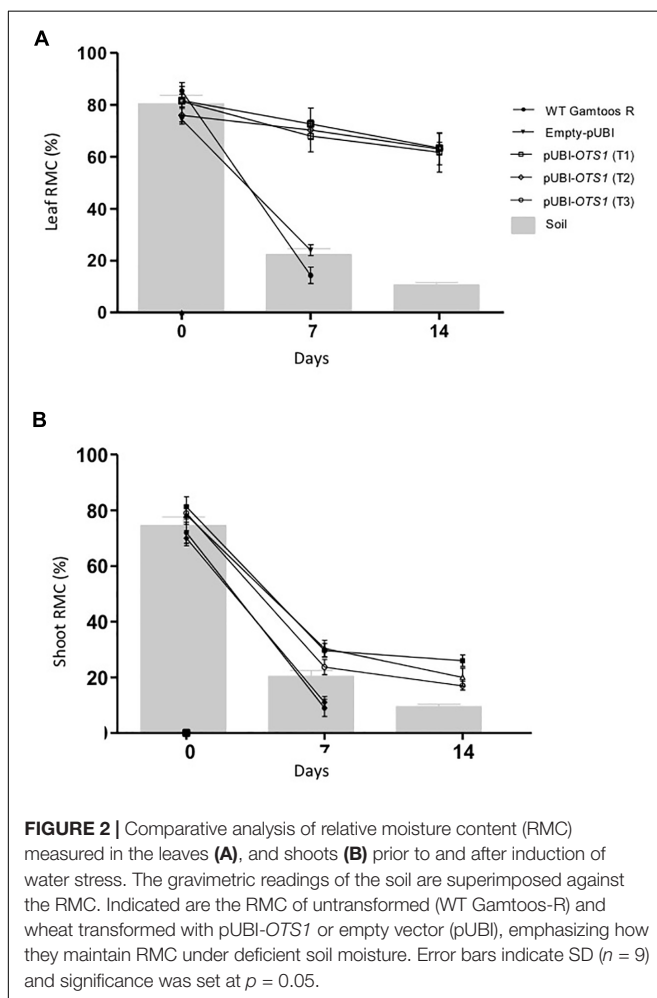 A
100
80
60
40
20
0
Leaf RMC (%)
0 7 14
Days
WT Gamtoos R
Empty-pUBI
pUBI-OTS1 (T1)
pUBI-OTS1 (T2)
pUBI-OTS1 (T3)
Soil
B
100
80
60
40
20
)
Shoot RMC (%)
0 7 14
Days
FIGURE 2 | Comparative analysis of relative moisture content (RMC)
measured in the leaves (A), and shoots (B) prior to and after induction of
water stress. The gravimetric readings of the soil are superimposed against
the RMC. Indicated are the RMC of untransformed (WT Gamtoos-R) and
wheat transformed with pUBI-OTS1 or empty vector (pUBI), emphasizing how
they maintain RMC under deficient soil moisture. Error bars indicate SD (n = 9)
and significance was set at p = 0.05.